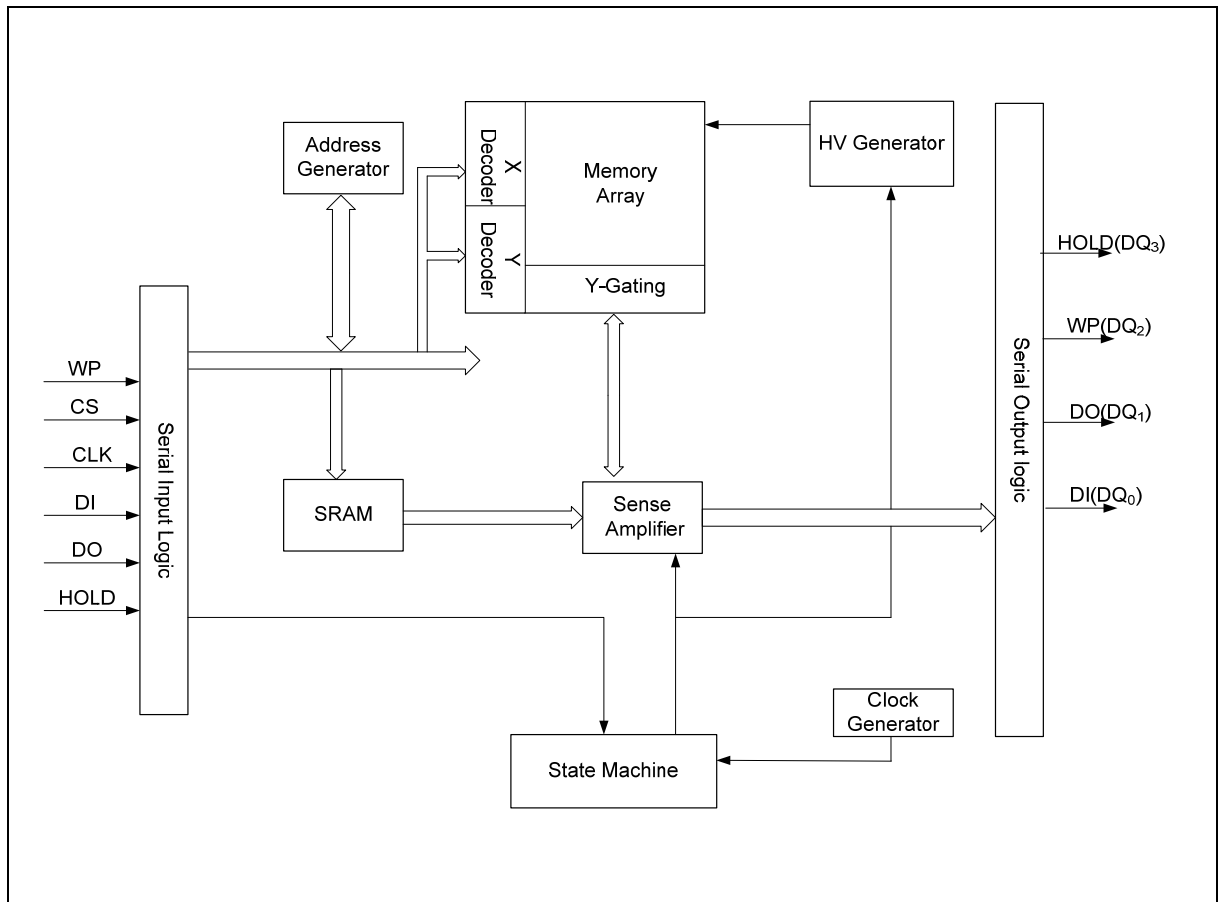 Address
Generator
X
Decoder
Y
Decoder
Memory
Array
Y-Gating
HV Generator
WP
CS
CLK
DI
DO
HOLD
Serial Input Logic
SRAM
Sense
Amplifier
State Machine
Clock
Generator
Serial Output logic
HOLD(DQ₃)
WP(DQ₂)
DO(DQ₁)
DI(DQ₀)